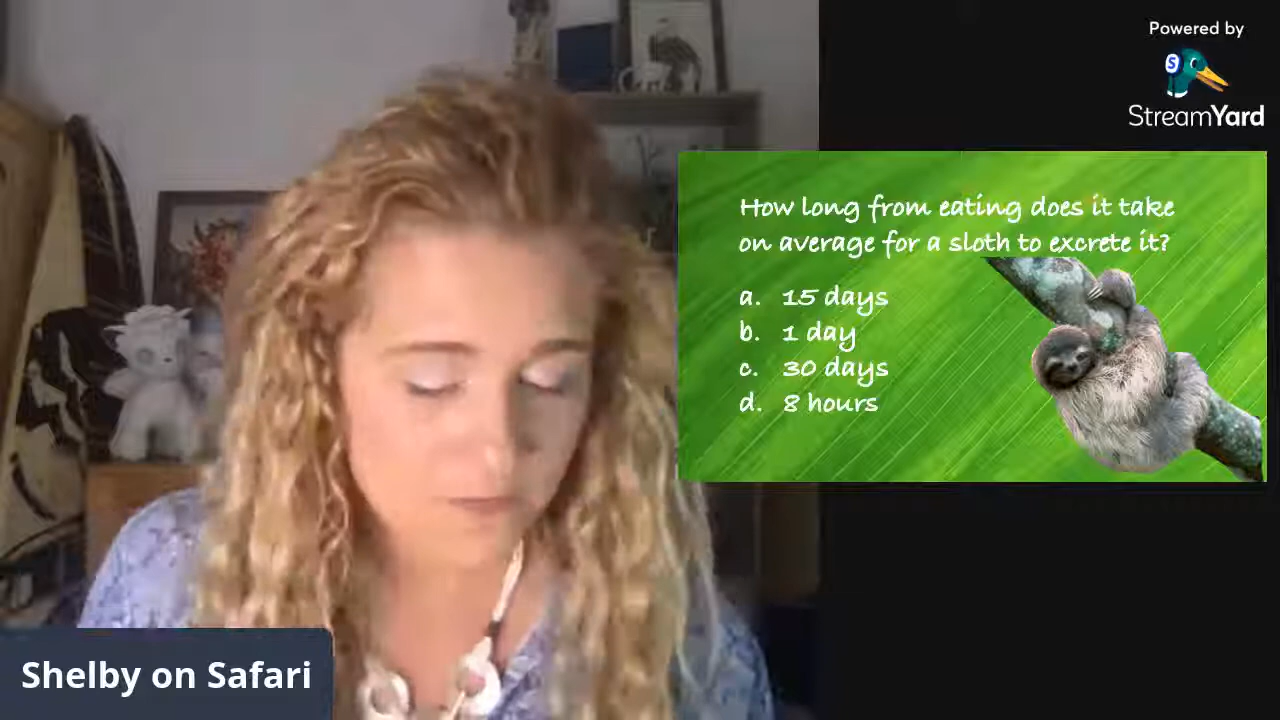 Powered by
S
StreamYard
How long from eating does it take
on average for a sloth to excrete it?
a. 15 days
b. 1 day
c. 30 days
d. 8 hours
Shelby on Safari